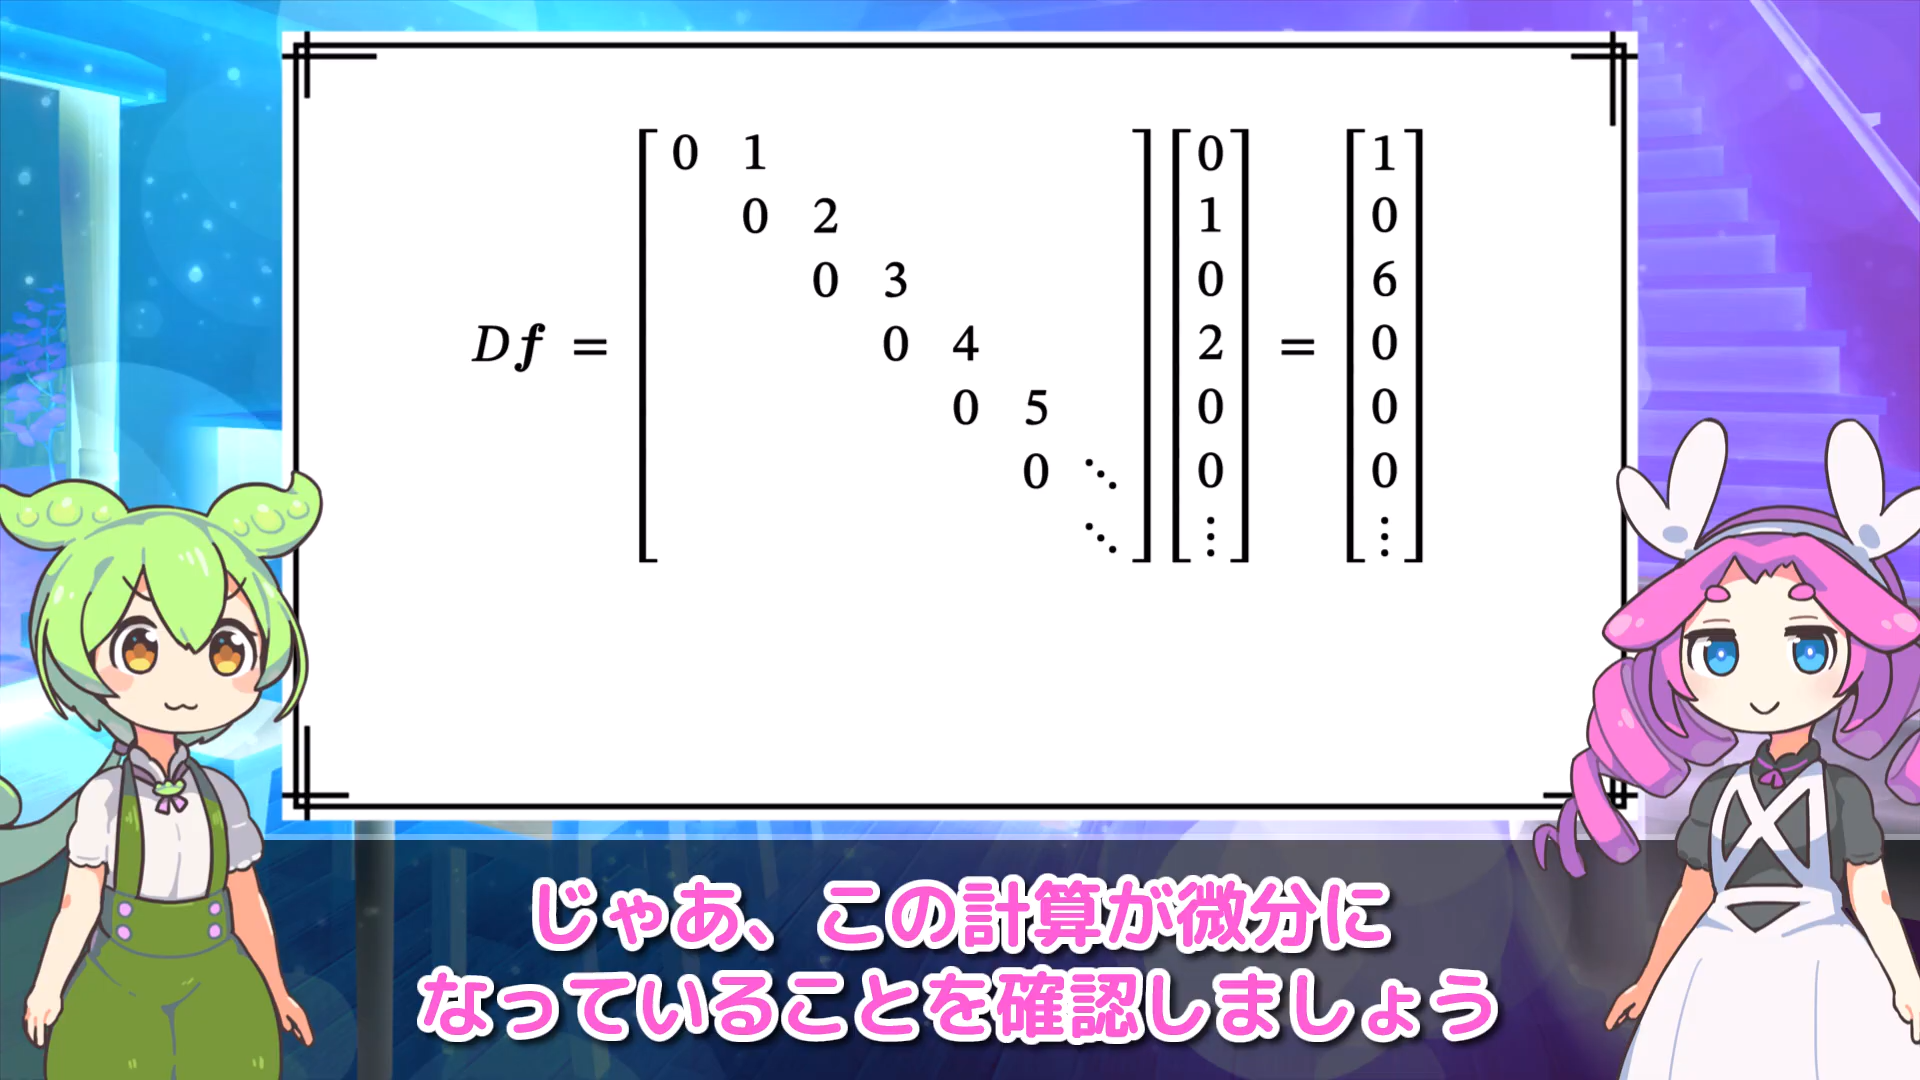 Df = [ 0 1 ] [ 0 ] = [ 1 ]
0 2 1 0
0 3 0 6
0 4 2 0
0 5 0 0
0 ⋱ 0 0
⋱ ⋮ ⋮
じゃあ、この計算が微分に
なっていることを確認しましょう